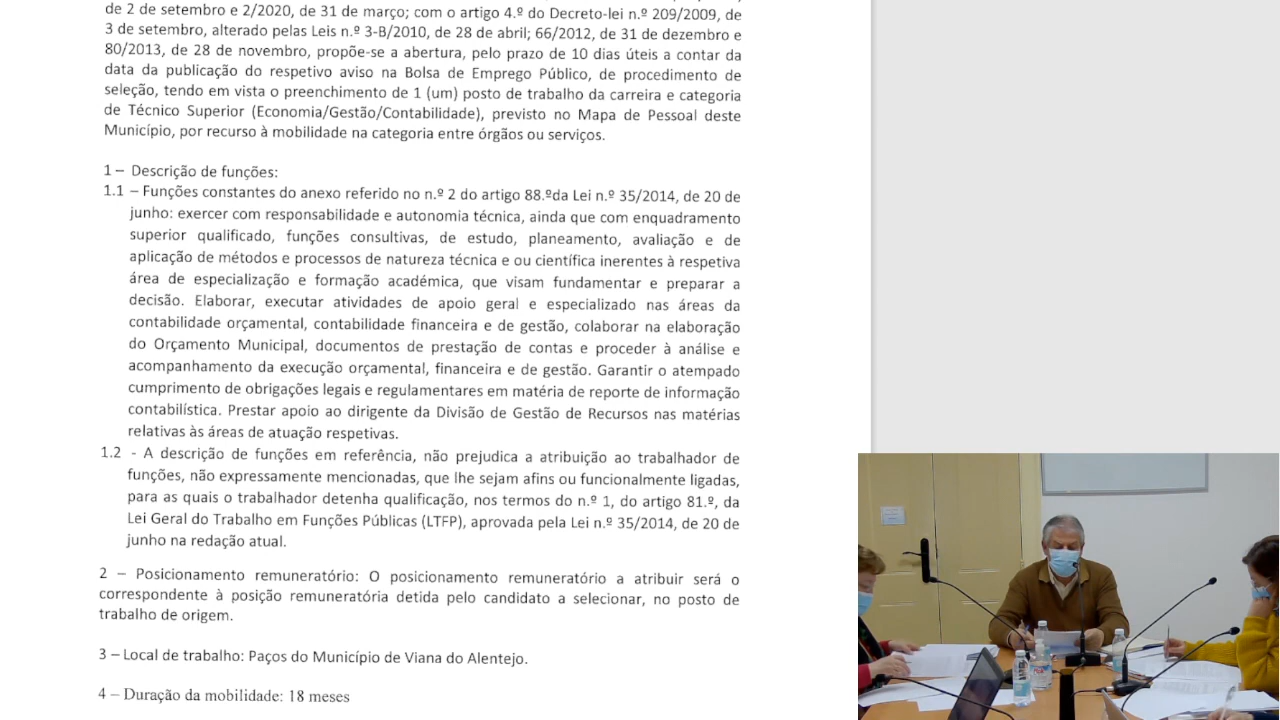 de 2 de setembro e 2/2020, de 31 de março; com o artigo 4.º do Decreto-lei n.º 209/2009, de
3 de setembro, alterado pelas Leis n.º 3-B/2010, de 28 de abril; 66/2012, de 31 de dezembro e
80/2013, de 28 de novembro, propõe-se a abertura, pelo prazo de 10 dias úteis a contar da
data da publicação do respetivo aviso na Bolsa de Emprego Público, de procedimento de
seleção, tendo em vista o preenchimento de 1 (um) posto de trabalho da carreira e categoria
de Técnico Superior (Economia/Gestão/Contabilidade), previsto no Mapa de Pessoal deste
Município, por recurso à mobilidade na categoria entre órgãos ou serviços.
1 – Descrição de funções:
1.1 – Funções constantes do anexo referido no n.º 2 do artigo 88.ºda Lei n.º 35/2014, de 20 de
junho: exercer com responsabilidade e autonomia técnica, ainda que com enquadramento
superior qualificado, funções consultivas, de estudo, planeamento, avaliação e de
aplicação de métodos e processos de natureza técnica e ou científica inerentes à respetiva
área de especialização e formação académica, que visam fundamentar e preparar a
decisão. Elaborar, executar atividades de apoio geral e especializado nas áreas da
contabilidade orçamental, contabilidade financeira e de gestão, colaborar na elaboração
do Orçamento Municipal, documentos de prestação de contas e proceder à análise e
acompanhamento da execução orçamental, financeira e de gestão. Garantir o atempado
cumprimento de obrigações legais e regulamentares em matéria de reporte de informação
contabilística. Prestar apoio ao dirigente da Divisão de Gestão de Recursos nas matérias
relativas às áreas de atuação respetivas.
1.2 - A descrição de funções em referência, não prejudica a atribuição ao trabalhador de
funções, não expressamente mencionadas, que lhe sejam afins ou funcionalmente ligadas,
para as quais o trabalhador detenha qualificação, nos termos do n.º 1, do artigo 81.º, da
Lei Geral do Trabalho em Funções Públicas (LTFP), aprovada pela Lei n.º 35/2014, de 20 de
junho na redação atual.
2 – Posicionamento remuneratório: O posicionamento remuneratório a atribuir será o
correspondente à posição remuneratória detida pelo candidato a selecionar, no posto de
trabalho de origem.
3 – Local de trabalho: Paços do Município de Viana do Alentejo.
4 – Duração da mobilidade: 18 meses